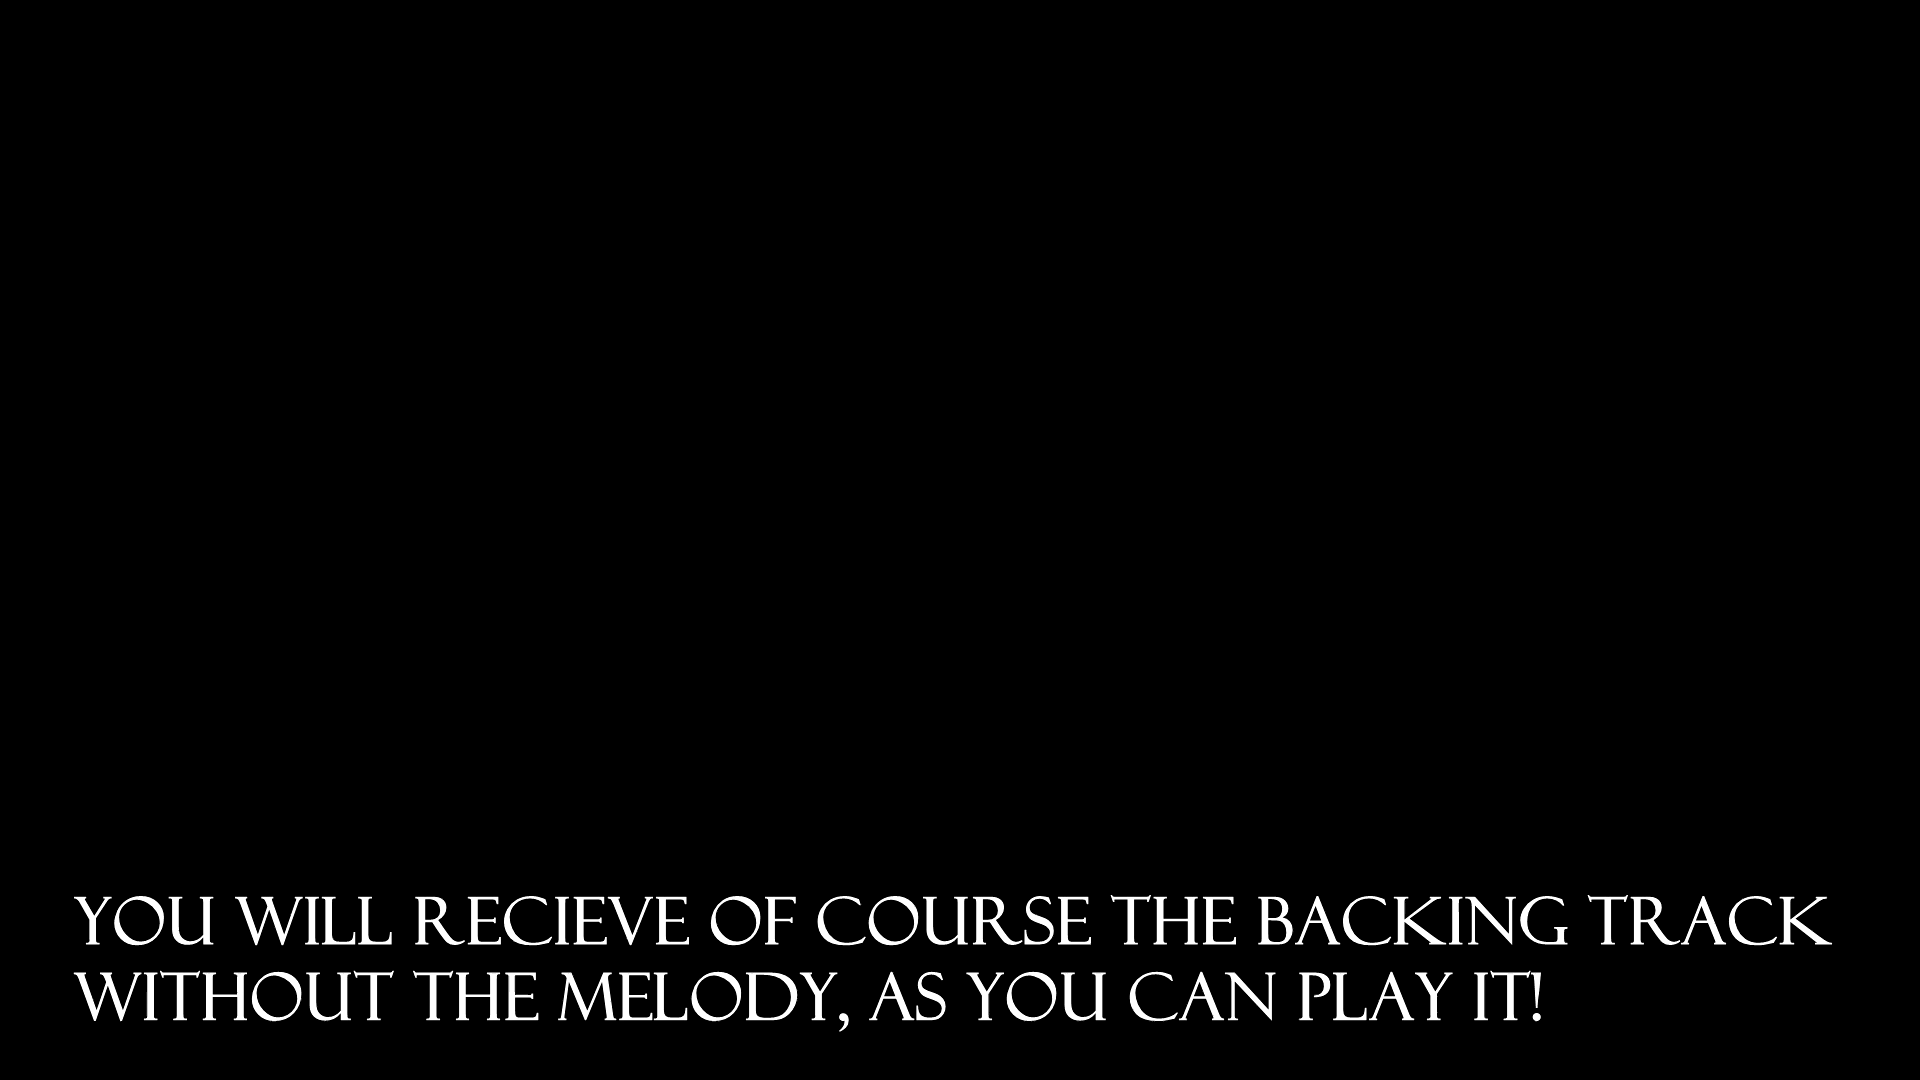 YOU WILL RECIEVE OF COURSE THE BACKING TRACK
WITHOUT THE MELODY, AS YOU CAN PLAY IT!